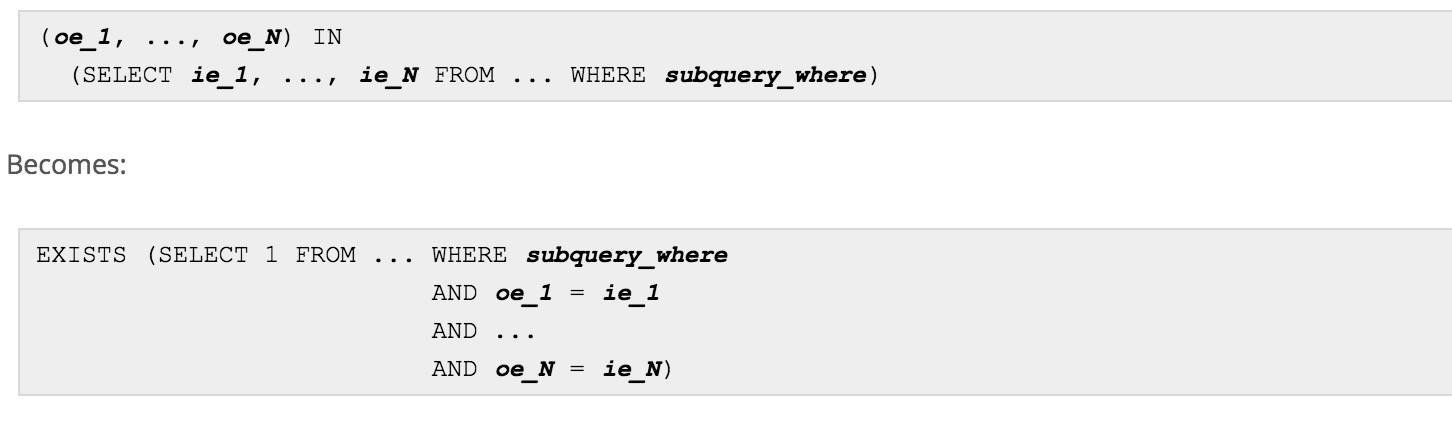 (oe_1, ..., oe_N) IN
(SELECT ie_1, ..., ie_N FROM ... WHERE subquery_where)
Becomes:
EXISTS (SELECT 1 FROM ... WHERE subquery_where
AND oe_1 = ie_1
AND ...
AND oe_N = ie_N)